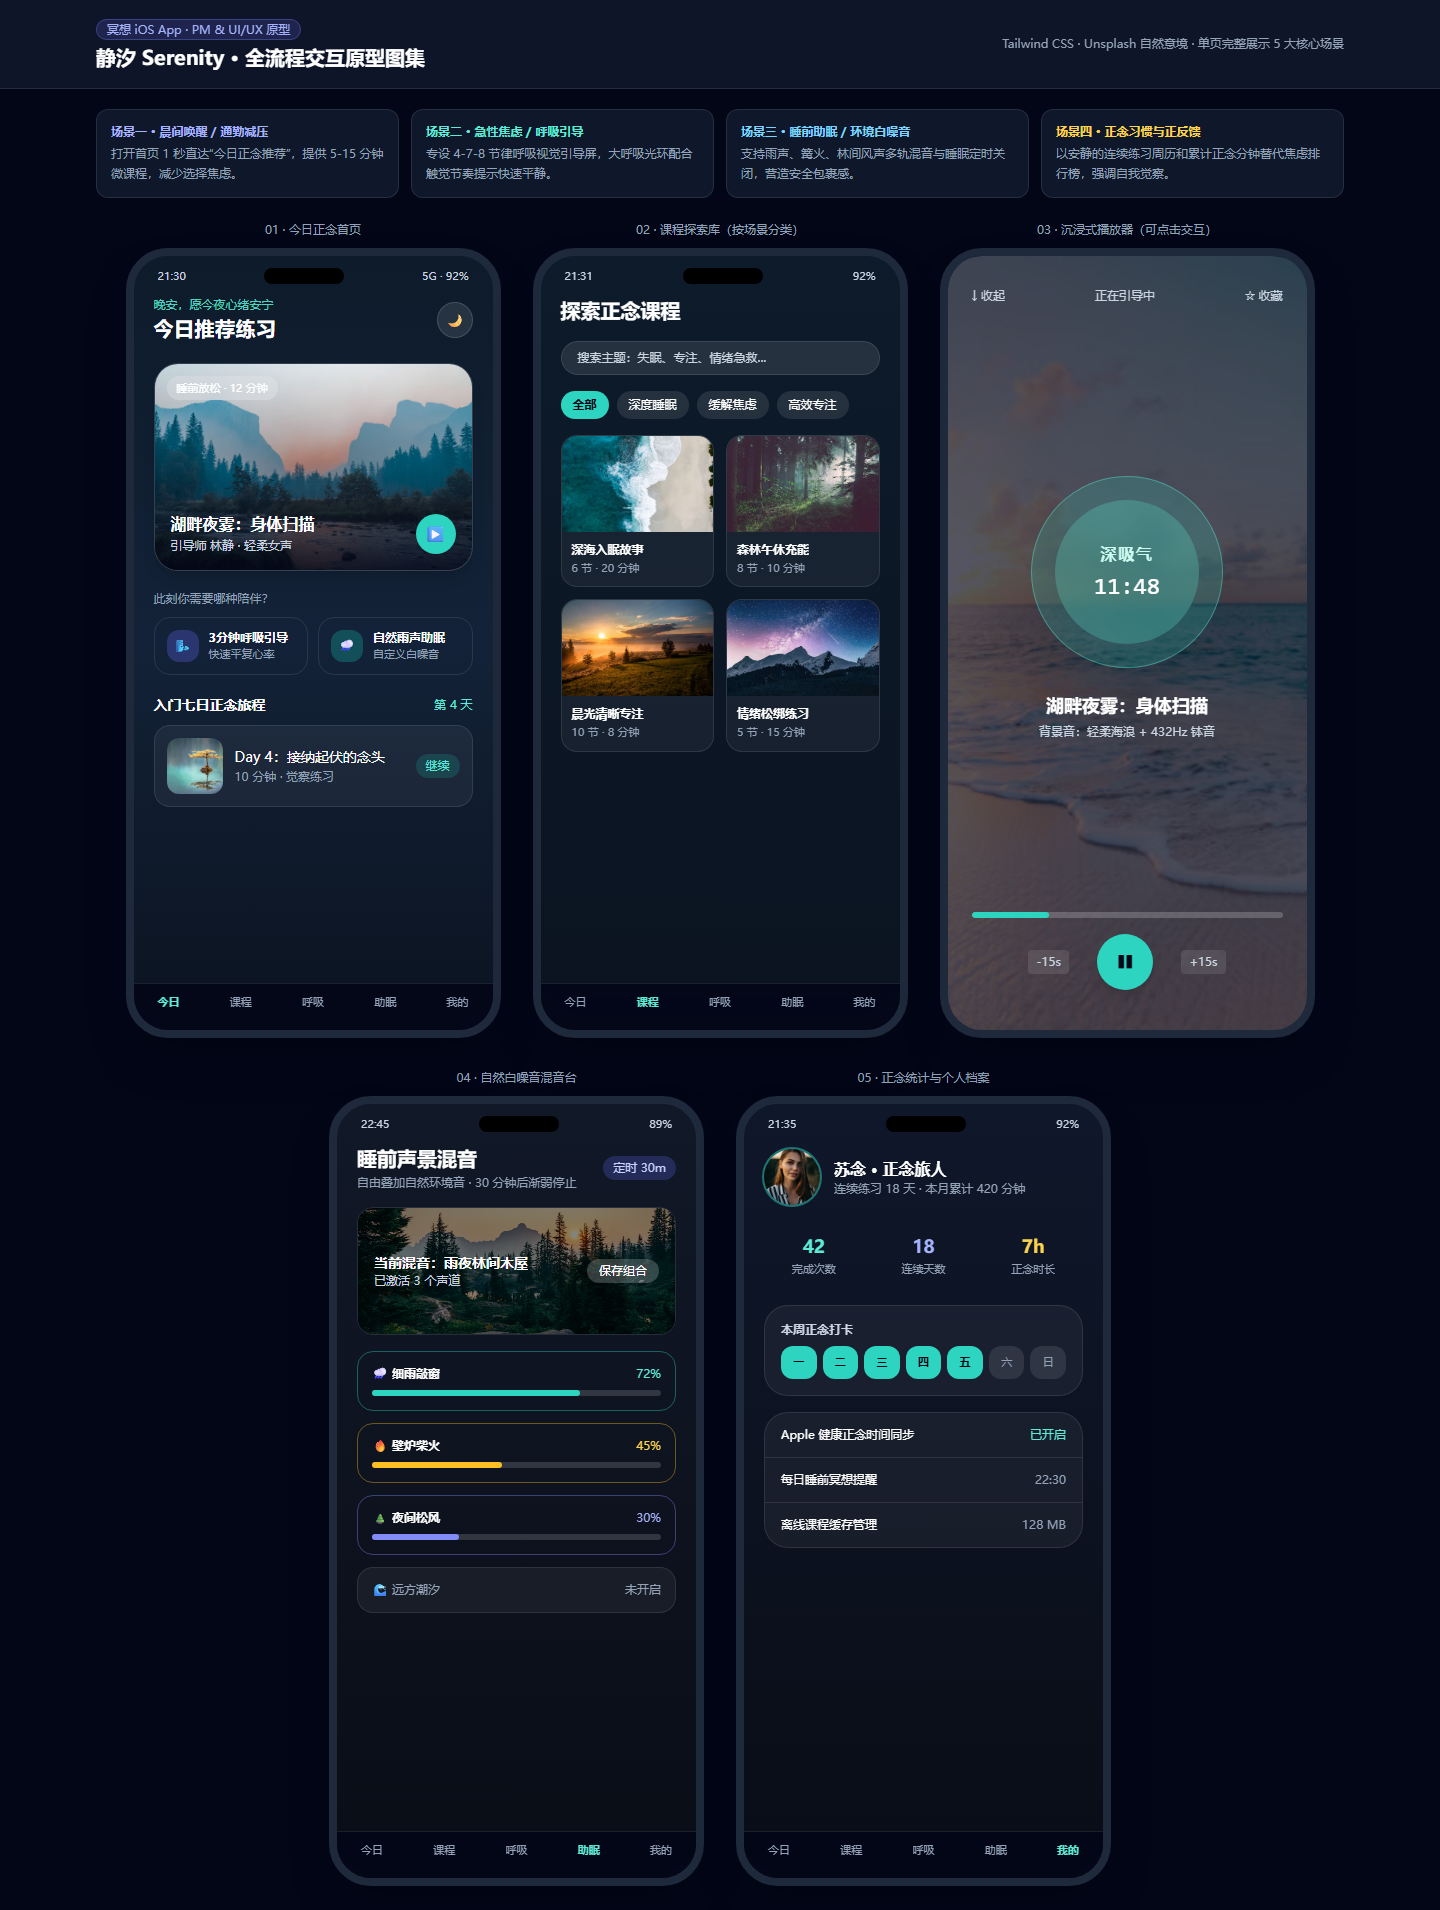 冥想 iOS App · PM & UI/UX 原型
静汐 Serenity • 全流程交互原型图集
Tailwind CSS · Unsplash 自然意境 · 单页完整展示 5 大核心场景
场景一 • 晨间唤醒 / 通勤减压
打开首页 1 秒直达“今日正念推荐”，提供 5-15 分钟
微课程，减少选择焦虑。
场景二 • 急性焦虑 / 呼吸引导
专设 4-7-8 节律呼吸视觉引导屏，大呼吸光环配合
触觉节奏提示快速平静。
场景三 • 睡前助眠 / 环境白噪音
支持雨声、篝火、林间风声多轨混音与睡眠定时关
闭，营造安全包裹感。
场景四 • 正念习惯与正反馈
以安静的连续练习周历和累计正念分钟替代焦虑排
行榜，强调自我觉察。
01 · 今日正念首页
21:30
5G · 92%
晚安，愿今夜心绪安宁
今日推荐练习
睡前放松 · 12 分钟
湖畔夜雾：身体扫描
引导师 林静 · 轻柔女声
此刻你需要哪种陪伴？
3分钟呼吸引导
快速平复心率
自然雨声助眠
自定义白噪音
入门七日正念旅程
第 4 天
Day 4：接纳起伏的念头
10 分钟 · 觉察练习
继续
今日
课程
呼吸
助眠
我的
02 · 课程探索库（按场景分类）
21:31
92%
探索正念课程
搜索主题：失眠、专注、情绪急救...
全部
深度睡眠
缓解焦虑
高效专注
深海入眠故事
6 节 · 20 分钟
森林午休充能
8 节 · 10 分钟
晨光清晰专注
10 节 · 8 分钟
情绪松绑练习
5 节 · 15 分钟
今日
课程
呼吸
助眠
我的
03 · 沉浸式播放器（可点击交互）
↓ 收起
正在引导中
☆ 收藏
深吸气
11:48
湖畔夜雾：身体扫描
背景音：轻柔海浪 + 432Hz 钵音
-15s
+15s
04 · 自然白噪音混音台
22:45
89%
睡前声景混音
自由叠加自然环境音 · 30 分钟后渐弱停止
定时 30m
当前混音：雨夜林间木屋
已激活 3 个声道
保存组合
细雨敲窗
72%
壁炉柴火
45%
夜间松风
30%
远方潮汐
未开启
今日
课程
呼吸
助眠
我的
05 · 正念统计与个人档案
21:35
92%
苏念 • 正念旅人
连续练习 18 天 · 本月累计 420 分钟
42
完成次数
18
连续天数
7h
正念时长
本周正念打卡
一
二
三
四
五
六
日
Apple 健康正念时间同步
已开启
每日睡前冥想提醒
22:30
离线课程缓存管理
128 MB
今日
课程
呼吸
助眠
我的